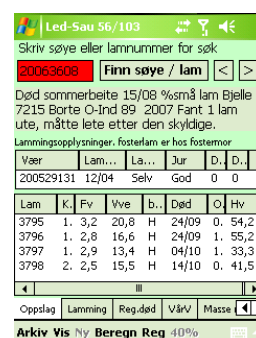 Led-Sau 56/103
Skriv søye eller lamnummer for søk
20063608 Finn søye / lam < >
Død sommerbeite 15/08 %små lam Bjelle
7215 Borte O-Ind 89 2007 Fant 1 lam
ute, måtte lete etter den skyldige.
Lammingsopplysninger. fosterlam er hos fostermor
Vær Lam... La... Jur D.. D..
200529131 12/04 Selv God 0 0
Lam K. Fv Vve b.. Død O. Hv
3795 1. 3,2 20,8 H 24/09 0. 54,2
3796 1. 2,8 16,6 H 24/09 1. 55,2
3797 1. 2,9 13,4 H 04/10 1. 33,3
3798 2. 2,5 15,5 H 14/10 0. 41,5
Oppslag Lamming Reg.død VårV Masse
Arkiv Vis Ny Beregn Reg 40%